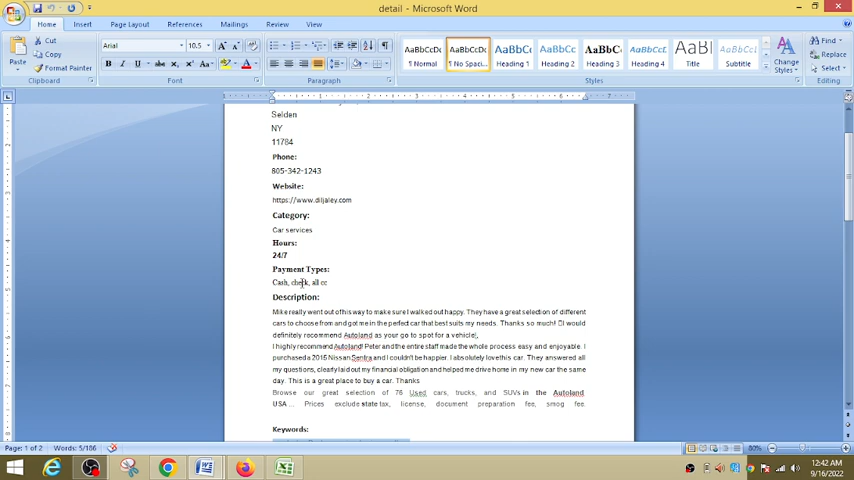 detail - Microsoft Word
Home Insert Page Layout References Mailings Review View
Cut
Copy
Format Painter
Paste
Clipboard
Arial 10.5
Font
Paragraph
AaBbCcDc AaBbCcDc AaBbC AaBbCc AaBbCc AaBbCc AaBl AaBbCcL
¶ Normal ¶ No Spaci... Heading 1 Heading 2 Heading 3 Heading 4 Title Subtitle
Change Styles
Styles
Find
Replace
Select
Editing
Selden
NY
11784
Phone:
805-342-1243
Website:
https://www.diljaley.com
Category:
Car services
Hours:
24/7
Payment Types:
Cash, check, all cc
Description:
Mike really went out of his way to make sure I walked out happy. They have a great selection of different
cars to choose from and got me in the perfect car that best suits my needs. Thanks so much! I would
definitely recommend Autoland as your go to spot for a vehicle!,
I highly recommend Autoland! Peter and the entire staff made the whole process easy and enjoyable. I
purchased a 2015 Nissan Sentra and I couldn't be happier. I absolutely love this car. They answered all
my questions, clearly laid out my financial obligation and helped me drive home in my new car the same
day. This is a great place to buy a car. Thanks
Browse our great selection of 76 Used cars, trucks, and SUVs in the Autoland
USA ... Prices exclude state tax, license, document preparation fee, smog fee.
Keywords:
Page: 1 of 2 Words: 5/186 80%
12:42 AM
9/16/2022